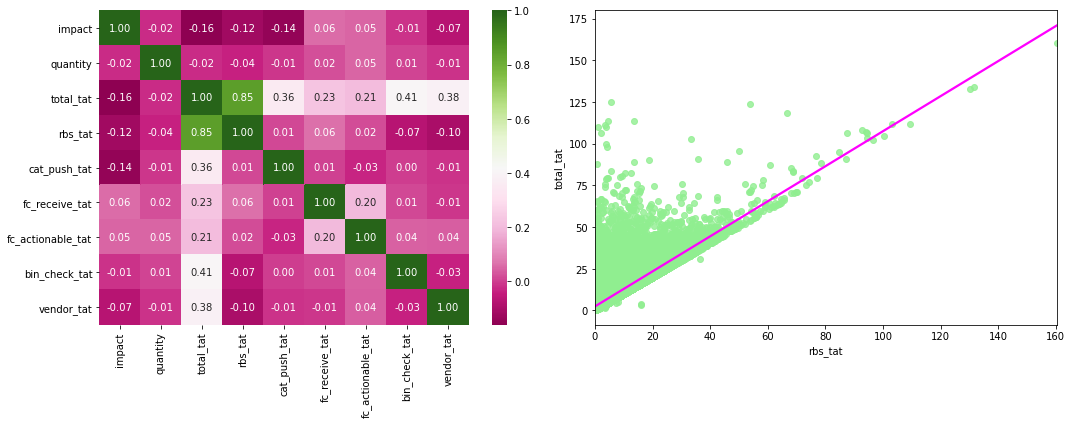 impact 1.00 -0.02 -0.16 -0.12 -0.14 0.06 0.05 -0.01 -0.07
quantity -0.02 1.00 -0.02 -0.04 -0.01 0.02 0.05 0.01 -0.01
total_tat -0.16 -0.02 1.00 0.85 0.36 0.23 0.21 0.41 0.38
rbs_tat -0.12 -0.04 0.85 1.00 0.01 0.06 0.02 -0.07 -0.10
cat_push_tat -0.14 -0.01 0.36 0.01 1.00 0.01 -0.03 0.00 -0.01
fc_receive_tat 0.06 0.02 0.23 0.06 0.01 1.00 0.20 0.01 -0.01
fc_actionable_tat 0.05 0.05 0.21 0.02 -0.03 0.20 1.00 0.04 0.04
bin_check_tat -0.01 0.01 0.41 -0.07 0.00 0.01 0.04 1.00 -0.03
vendor_tat -0.07 -0.01 0.38 -0.10 -0.01 -0.01 0.04 -0.03 1.00
impact
quantity
total_tat
rbs_tat
cat_push_tat
fc_receive_tat
fc_actionable_tat
bin_check_tat
vendor_tat
1.0
0.8
0.6
0.4
0.2
0.0
total_tat
175
150
125
100
75
50
25
0
0 20 40 60 80 100 120 140 160
rbs_tat